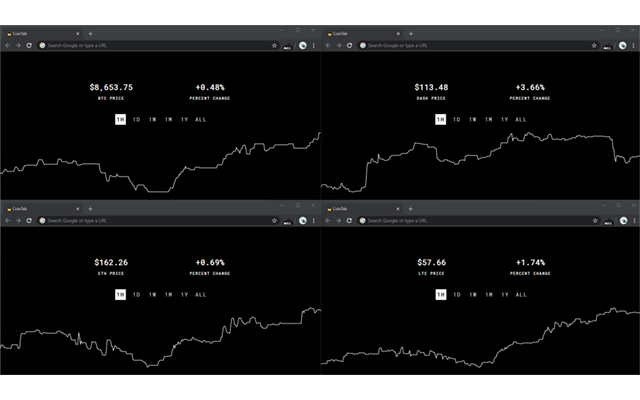 CoinTab
Search Google or type a URL
$8,653.75
+0.48%
BTC PRICE
PERCENT CHANGE
1H 1D 1W 1M 1Y ALL
CoinTab
Search Google or type a URL
$113.48
+3.66%
DASH PRICE
PERCENT CHANGE
1H 1D 1W 1M 1Y ALL
CoinTab
Search Google or type a URL
$162.26
+0.69%
ETH PRICE
PERCENT CHANGE
1H 1D 1W 1M 1Y ALL
CoinTab
Search Google or type a URL
$57.66
+1.74%
LTC PRICE
PERCENT CHANGE
1H 1D 1W 1M 1Y ALL